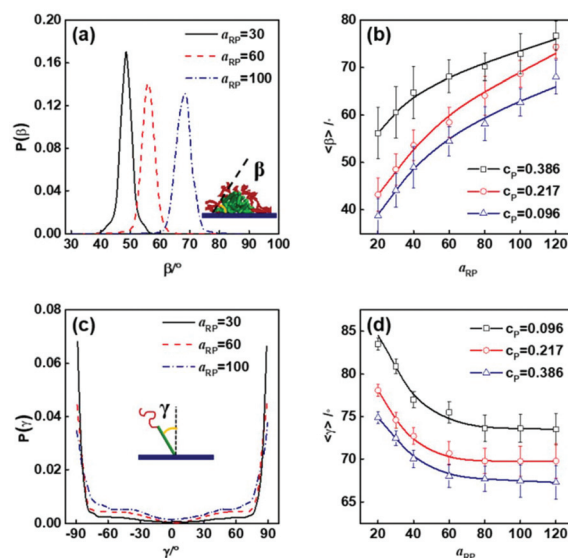 (a)
a_RP=30
a_RP=60
a_RP=100
P(β)
0.20
0.16
0.12
0.08
0.04
0.00
β
30 40 50 60 70 80 90 100
β/°
(b)
<β> /°
80
70
60
50
40
c_P=0.386
c_P=0.217
c_P=0.096
20 40 60 80 100 120
a_RP
(c)
a_RP=30
a_RP=60
a_RP=100
P(γ)
0.08
0.06
0.04
0.02
0.00
γ
-90 -60 -30 0 30 60 90
γ/°
(d)
<γ> /°
85
80
75
70
65
c_P=0.096
c_P=0.217
c_P=0.386
20 40 60 80 100 120
a_RP